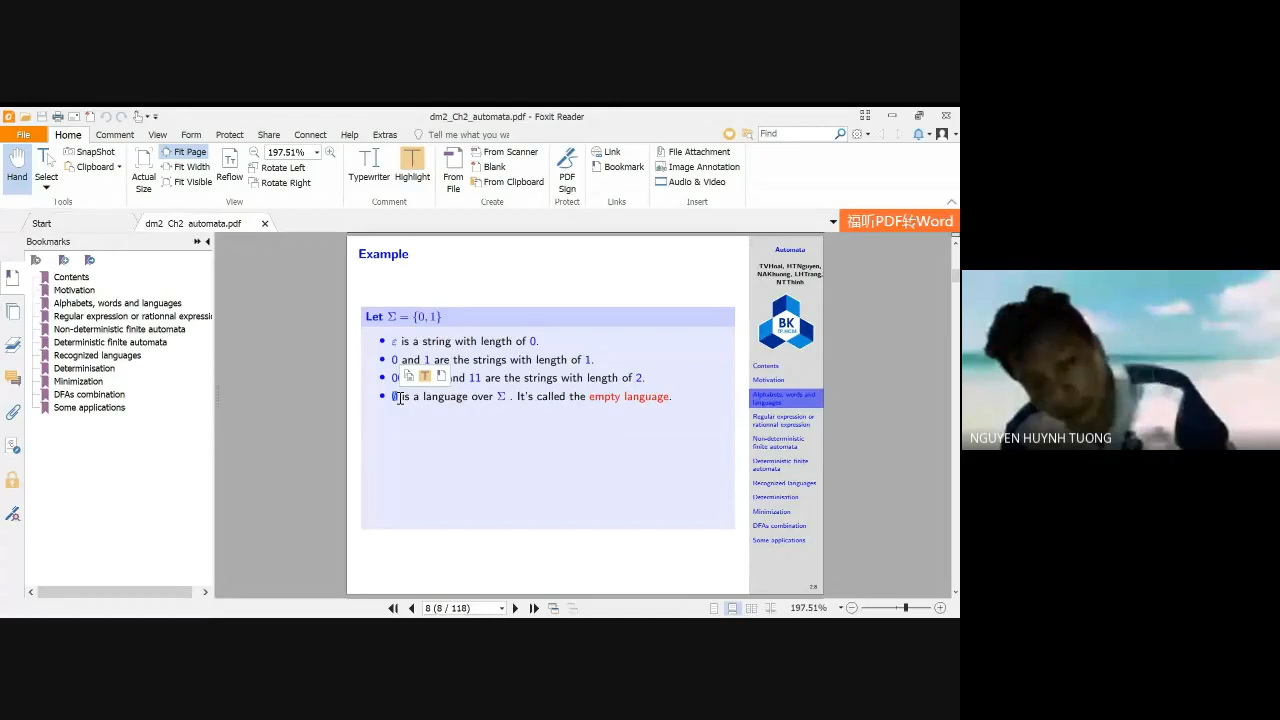 dm2_Ch2_automata.pdf - Foxit Reader
File Home Comment View Form Protect Share Connect Help Extras Tell me what you wa Find
Hand
Select
SnapShot
Clipboard
Tools
Actual Size
Fit Page
Fit Width
Fit Visible
Reflow
197.51%
Rotate Left
Rotate Right
View
Typewriter
Highlight
Comment
From File
From Scanner
Blank
From Clipboard
Create
PDF Sign
Protect
Link
Bookmark
Links
File Attachment
Image Annotation
Audio & Video
Insert
Start
dm2_Ch2_automata.pdf
福听PDF转Word
Bookmarks
Contents
Motivation
Alphabets, words and languages
Regular expression or rationnal expressi
Non-deterministic finite automata
Deterministic finite automata
Recognized languages
Determinisation
Minimization
DFAs combination
Some applications
Example
Let Σ = {0, 1}
• ε is a string with length of 0.
• 0 and 1 are the strings with length of 1.
• and 11 are the strings with length of 2.
• ∅ is a language over Σ . It's called the empty language.
Automata
TVHoai, HTNguyen,
NAKhuong, LHTrang,
NTThinh
BK
TP.HCM
Contents
Motivation
Alphabets, words and
languages
Regular expression or
rationnal expression
Non-deterministic
finite automata
Deterministic finite
automata
Recognized languages
Determinisation
Minimization
DFAs combination
Some applications
2.8
8 (8 / 118)
197.51%
NGUYEN HUYNH TUONG